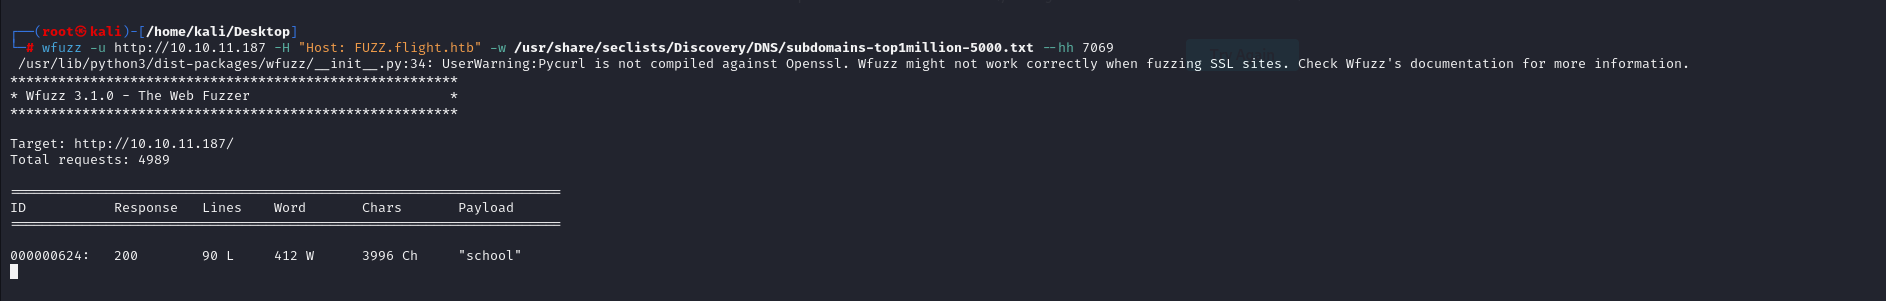 ┌──(root㉿kali)-[/home/kali/Desktop]
└─# wfuzz -u http://10.10.11.187 -H "Host: FUZZ.flight.htb" -w /usr/share/seclists/Discovery/DNS/subdomains-top1million-5000.txt --hh 7069
 /usr/lib/python3/dist-packages/wfuzz/__init__.py:34: UserWarning:Pycurl is not compiled against Openssl. Wfuzz might not work correctly when fuzzing SSL sites. Check Wfuzz's documentation for more information.
********************************************************
* Wfuzz 3.1.0 - The Web Fuzzer                         *
********************************************************

Target: http://10.10.11.187/
Total requests: 4989

=====================================================================
ID           Response   Lines    Word       Chars       Payload
=====================================================================

000000624:   200        90 L     412 W      3996 Ch     "school"